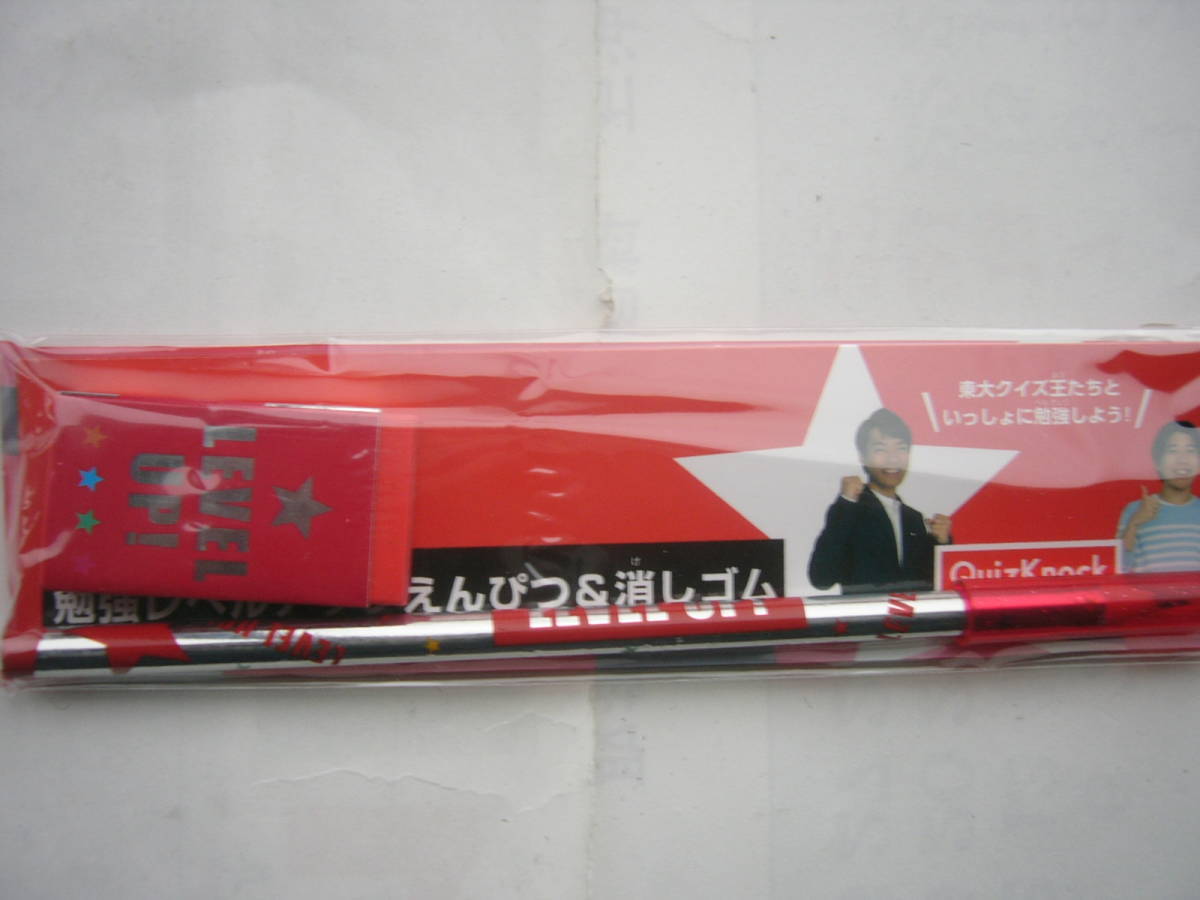 東大クイズ王たちと
いっしょに勉強しよう!
LEVEL
UP!
QuizKnock
勉強レベル えんぴつ&消しゴム
LEVEL UP!
LEVEL